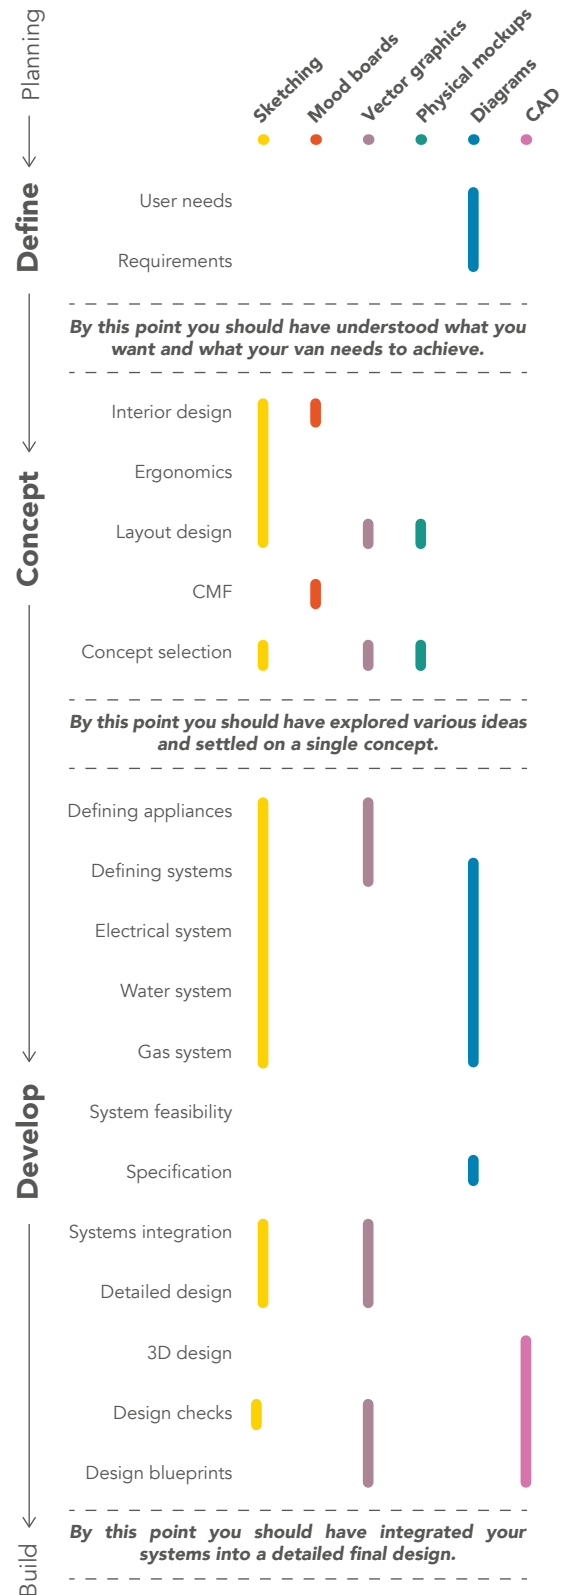 Planning
Sketching
Mood boards
Vector graphics
Physical mockups
Diagrams
CAD
Define
User needs
Requirements
By this point you should have understood what you
want and what your van needs to achieve.
Concept
Interior design
Ergonomics
Layout design
CMF
Concept selection
By this point you should have explored various ideas
and settled on a single concept.
Develop
Defining appliances
Defining systems
Electrical system
Water system
Gas system
System feasibility
Specification
Systems integration
Detailed design
3D design
Design checks
Design blueprints
Build
By this point you should have integrated your
systems into a detailed final design.